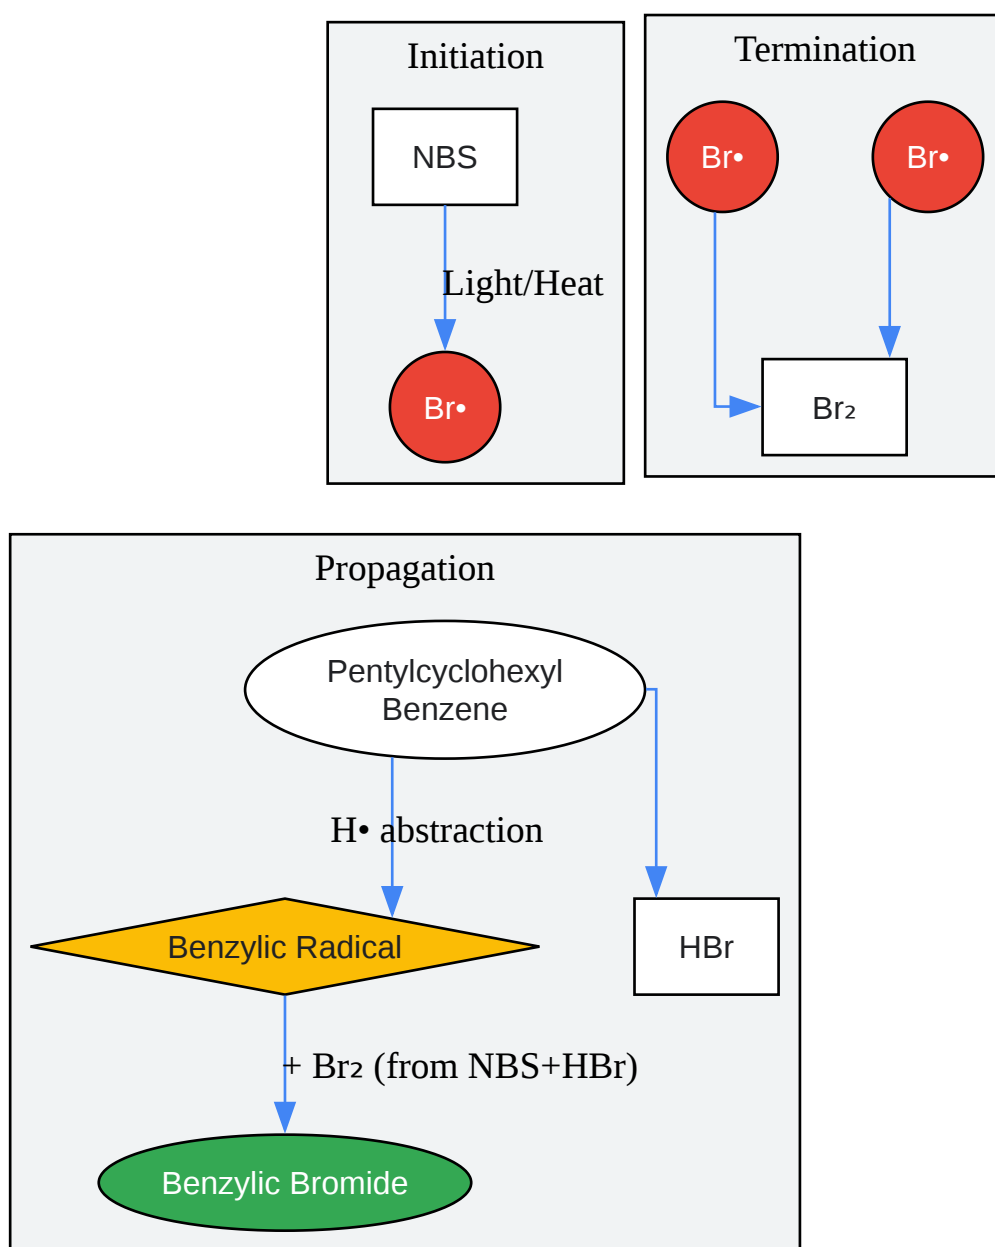 Initiation
NBS
Light/Heat
Br•
Termination
Br•
Br•
Br₂
Propagation
Pentylcyclohexyl
Benzene
H• abstraction
Benzylic Radical
HBr
+ Br₂ (from NBS+HBr)
Benzylic Bromide